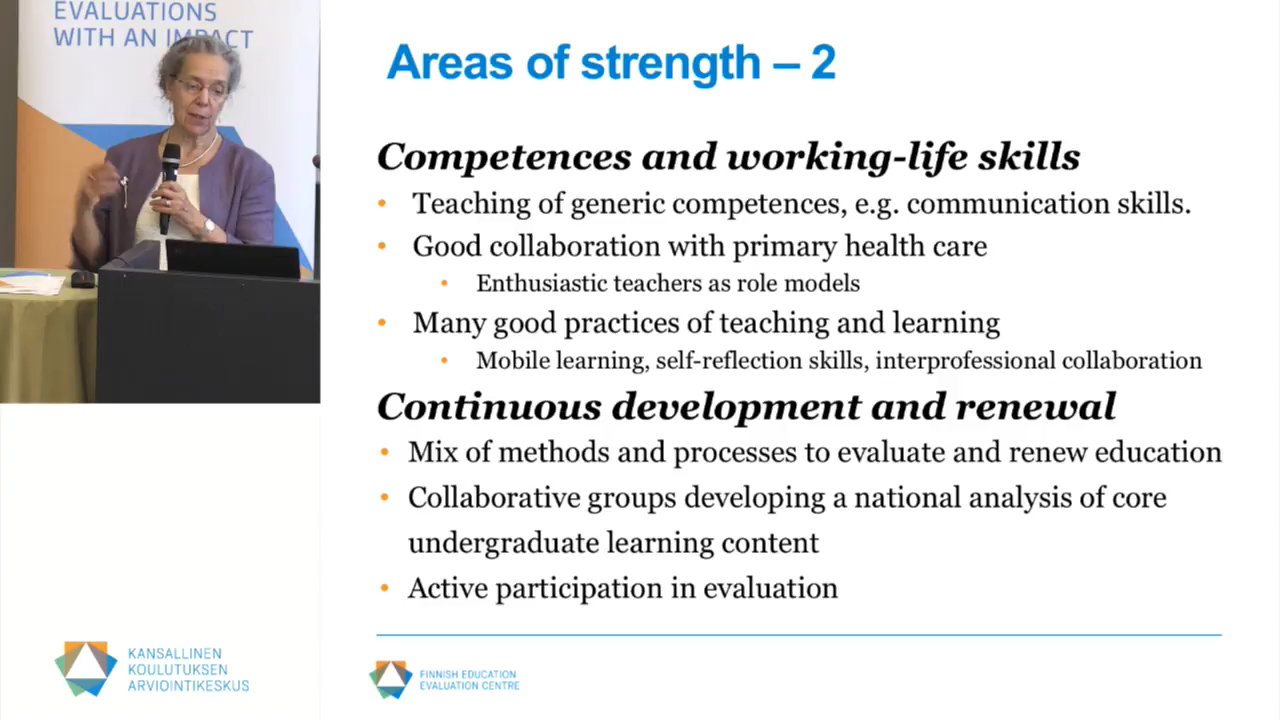 EVALUATIONS
WITH AN IMPACT
Areas of strength – 2
Competences and working-life skills
• Teaching of generic competences, e.g. communication skills.
• Good collaboration with primary health care
• Enthusiastic teachers as role models
• Many good practices of teaching and learning
• Mobile learning, self-reflection skills, interprofessional collaboration
Continuous development and renewal
• Mix of methods and processes to evaluate and renew education
• Collaborative groups developing a national analysis of core
undergraduate learning content
• Active participation in evaluation
KANSALLINEN
KOULUTUKSEN
ARVIOINTIKESKUS
FINNISH EDUCATION
EVALUATION CENTRE